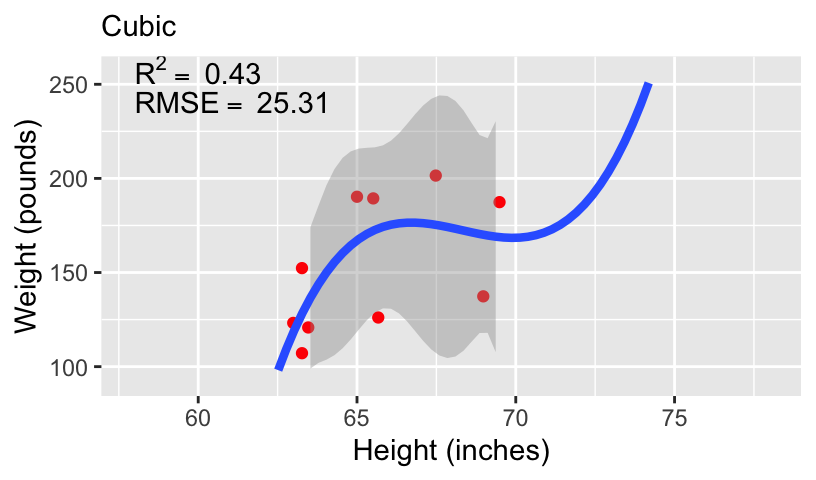 Cubic
R² = 0.43
RMSE = 25.31
250
200
150
100
Weight (pounds)
60 65 70 75
Height (inches)